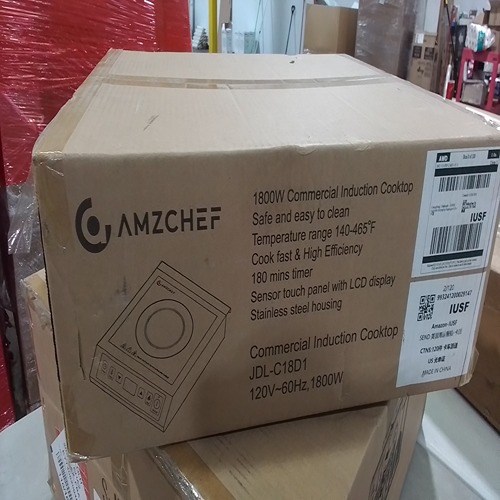 AMZCHEF
1800W Commercial Induction Cooktop
Safe and easy to clean
Temperature range 140-465°F
Cook fast & High Efficiency
180 mins timer
Sensor touch panel with LCD display
Stainless steel housing
Commercial Induction Cooktop
JDL-C18D1
120V~60Hz,1800W
IUSF
IUSF
Amazon IUSF
MADE IN CHINA